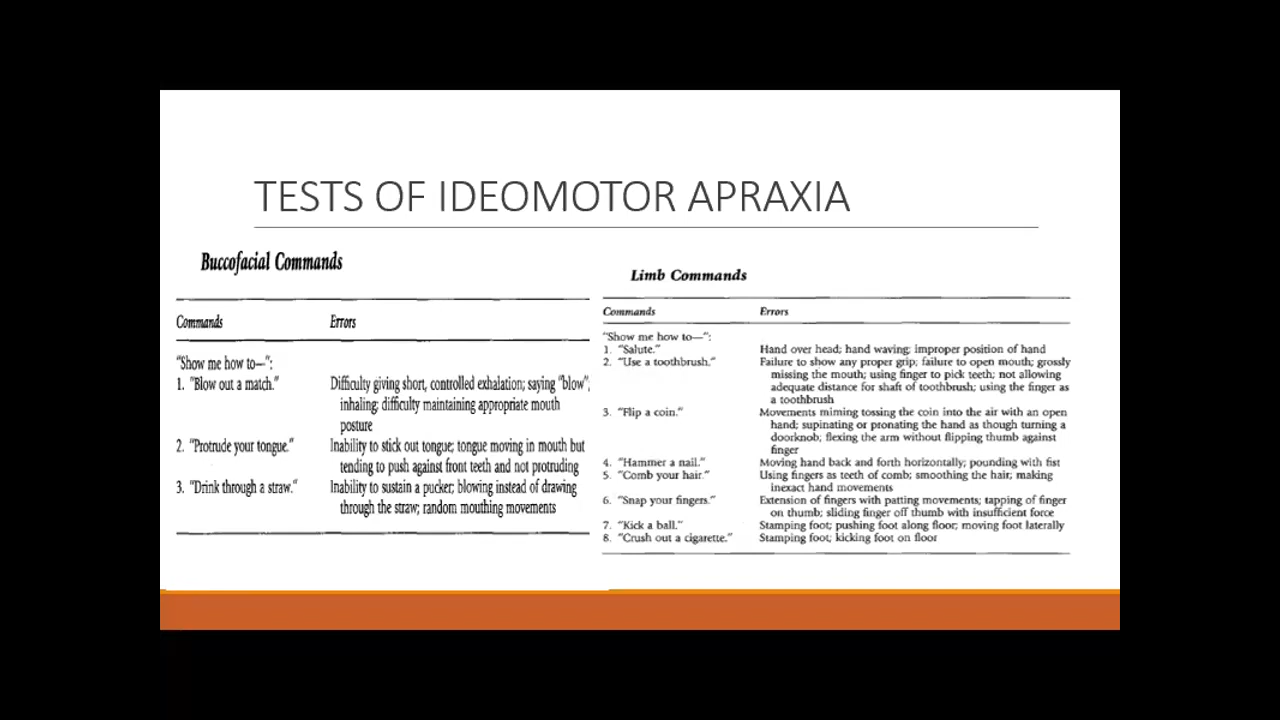 TESTS OF IDEOMOTOR APRAXIA
Buccofacial Commands
Commands Errors
"Show me how to—":
1. "Blow out a match." Difficulty giving short, controlled exhalation; saying "blow";
inhaling; difficulty maintaining appropriate mouth
posture
2. "Protrude your tongue." Inability to stick out tongue; tongue moving in mouth but
tending to push against front teeth and not protruding
3. "Drink through a straw." Inability to sustain a pucker; blowing instead of drawing
through the straw; random mouthing movements
Limb Commands
Commands Errors
"Show me how to—":
1. "Salute." Hand over head; hand waving; improper position of hand
2. "Use a toothbrush." Failure to show any proper grip; failure to open mouth; grossly
missing the mouth; using finger to pick teeth; not allowing
adequate distance for shaft of toothbrush; using the finger as
a toothbrush
3. "Flip a coin." Movements miming tossing the coin into the air with an open
hand; supinating or pronating the hand as though turning a
doorknob; flexing the arm without flipping thumb against
finger
4. "Hammer a nail." Moving hand back and forth horizontally; pounding with fist
5. "Comb your hair." Using fingers as teeth of comb; smoothing the hair; making
inexact hand movements
6. "Snap your fingers." Extension of fingers with patting movements; tapping of finger
on thumb; sliding finger off thumb with insufficient force
7. "Kick a ball." Stamping foot; pushing foot along floor; moving foot laterally
8. "Crush out a cigarette." Stamping foot; kicking foot on floor